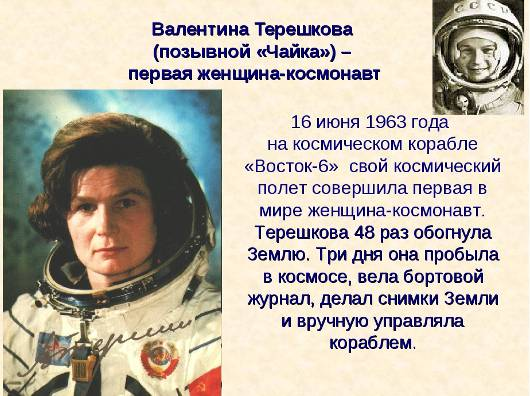 Валентина Терешкова
(позывной «Чайка») –
первая женщина-космонавт
СССР
16 июня 1963 года
на космическом корабле
«Восток-6» свой космический
полет совершила первая в
мире женщина-космонавт.
Терешкова 48 раз обогнула
Землю. Три дня она пробыла
в космосе, вела бортовой
журнал, делал снимки Земли
и вручную управляла
кораблем.